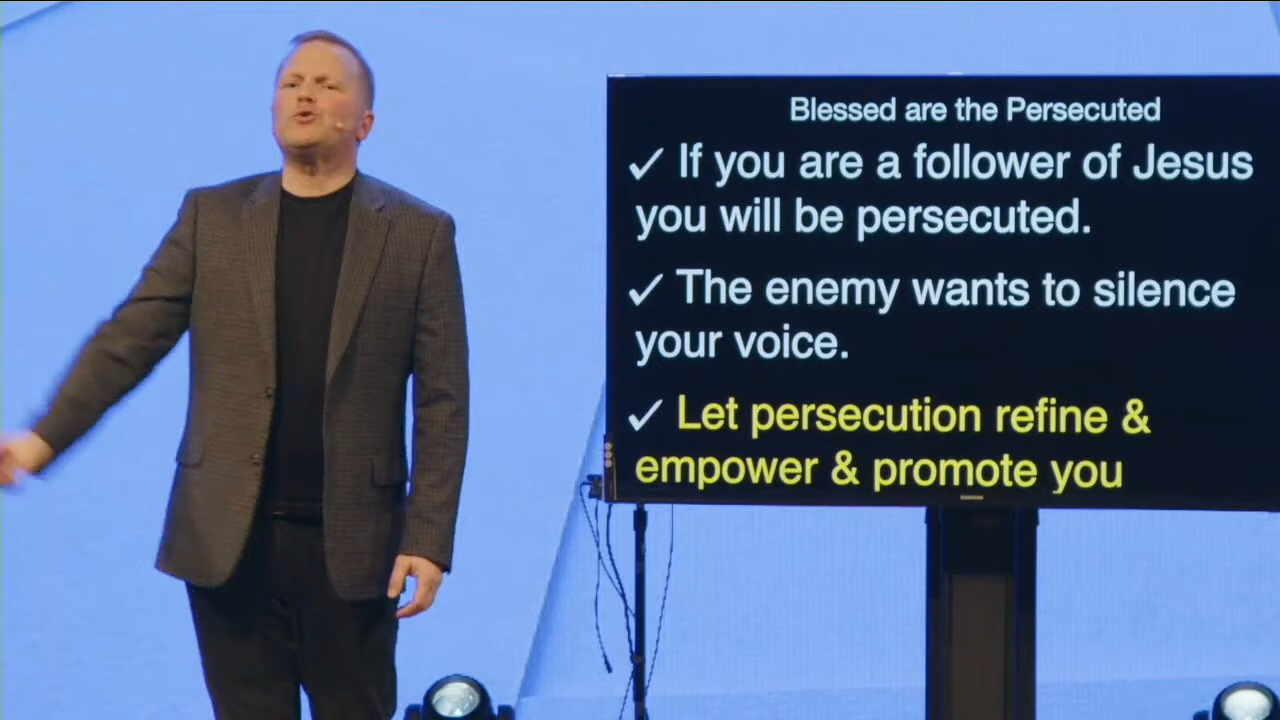 Blessed are the Persecuted
✓ If you are a follower of Jesus
you will be persecuted.
✓ The enemy wants to silence
your voice.
✓ Let persecution refine &
empower & promote you